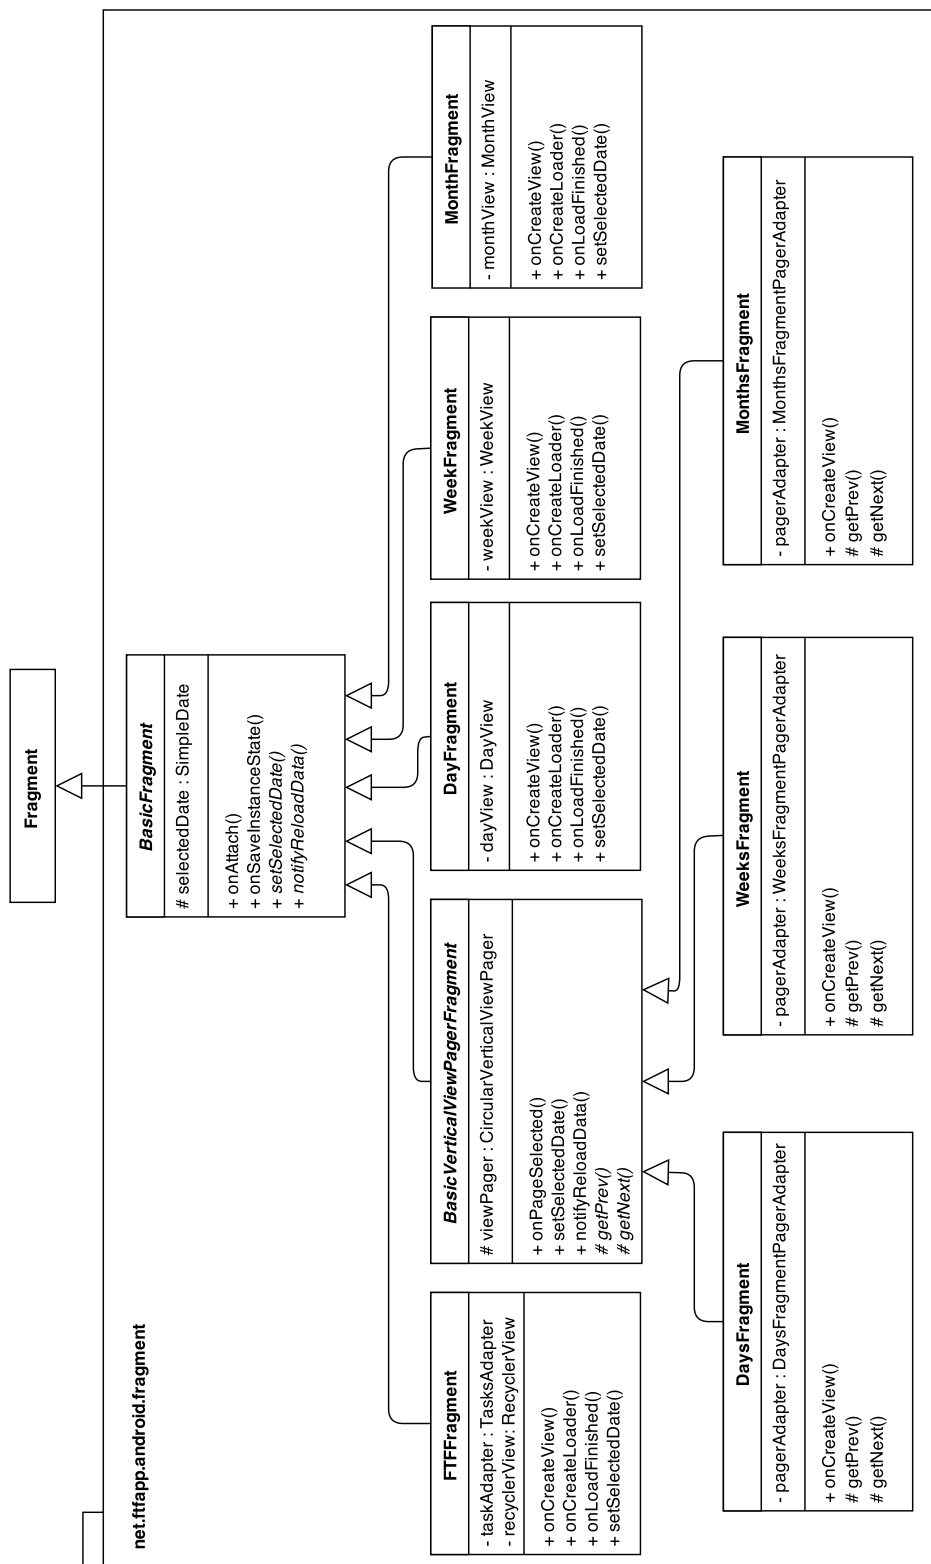 Fragment
net.ftfapp.android.fragment
BasicFragment
# selectedDate : SimpleDate
+ onAttach()
+ onSaveInstanceState()
+ setSelectedDate()
+ notifyReloadData()
FTFFragment
- taskAdapter : TasksAdapter
- recyclerView: RecyclerView
+ onCreateView()
+ onCreateLoader()
+ onLoadFinished()
+ setSelectedDate()
BasicVerticalViewPagerFragment
# viewPager : CircularVerticalViewPager
+ onPageSelected()
+ setSelectedDate()
+ notifyReloadData()
# getPrev()
# getNext()
DayFragment
- dayView : DayView
+ onCreateView()
+ onCreateLoader()
+ onLoadFinished()
+ setSelectedDate()
WeekFragment
- weekView : WeekView
+ onCreateView()
+ onCreateLoader()
+ onLoadFinished()
+ setSelectedDate()
MonthFragment
- monthView : MonthView
+ onCreateView()
+ onCreateLoader()
+ onLoadFinished()
+ setSelectedDate()
DaysFragment
- pagerAdapter : DaysFragmentPagerAdapter
+ onCreateView()
# getPrev()
# getNext()
WeeksFragment
- pagerAdapter : WeeksFragmentPagerAdapter
+ onCreateView()
# getPrev()
# getNext()
MonthsFragment
- pagerAdapter : MonthsFragmentPagerAdapter
+ onCreateView()
# getPrev()
# getNext()